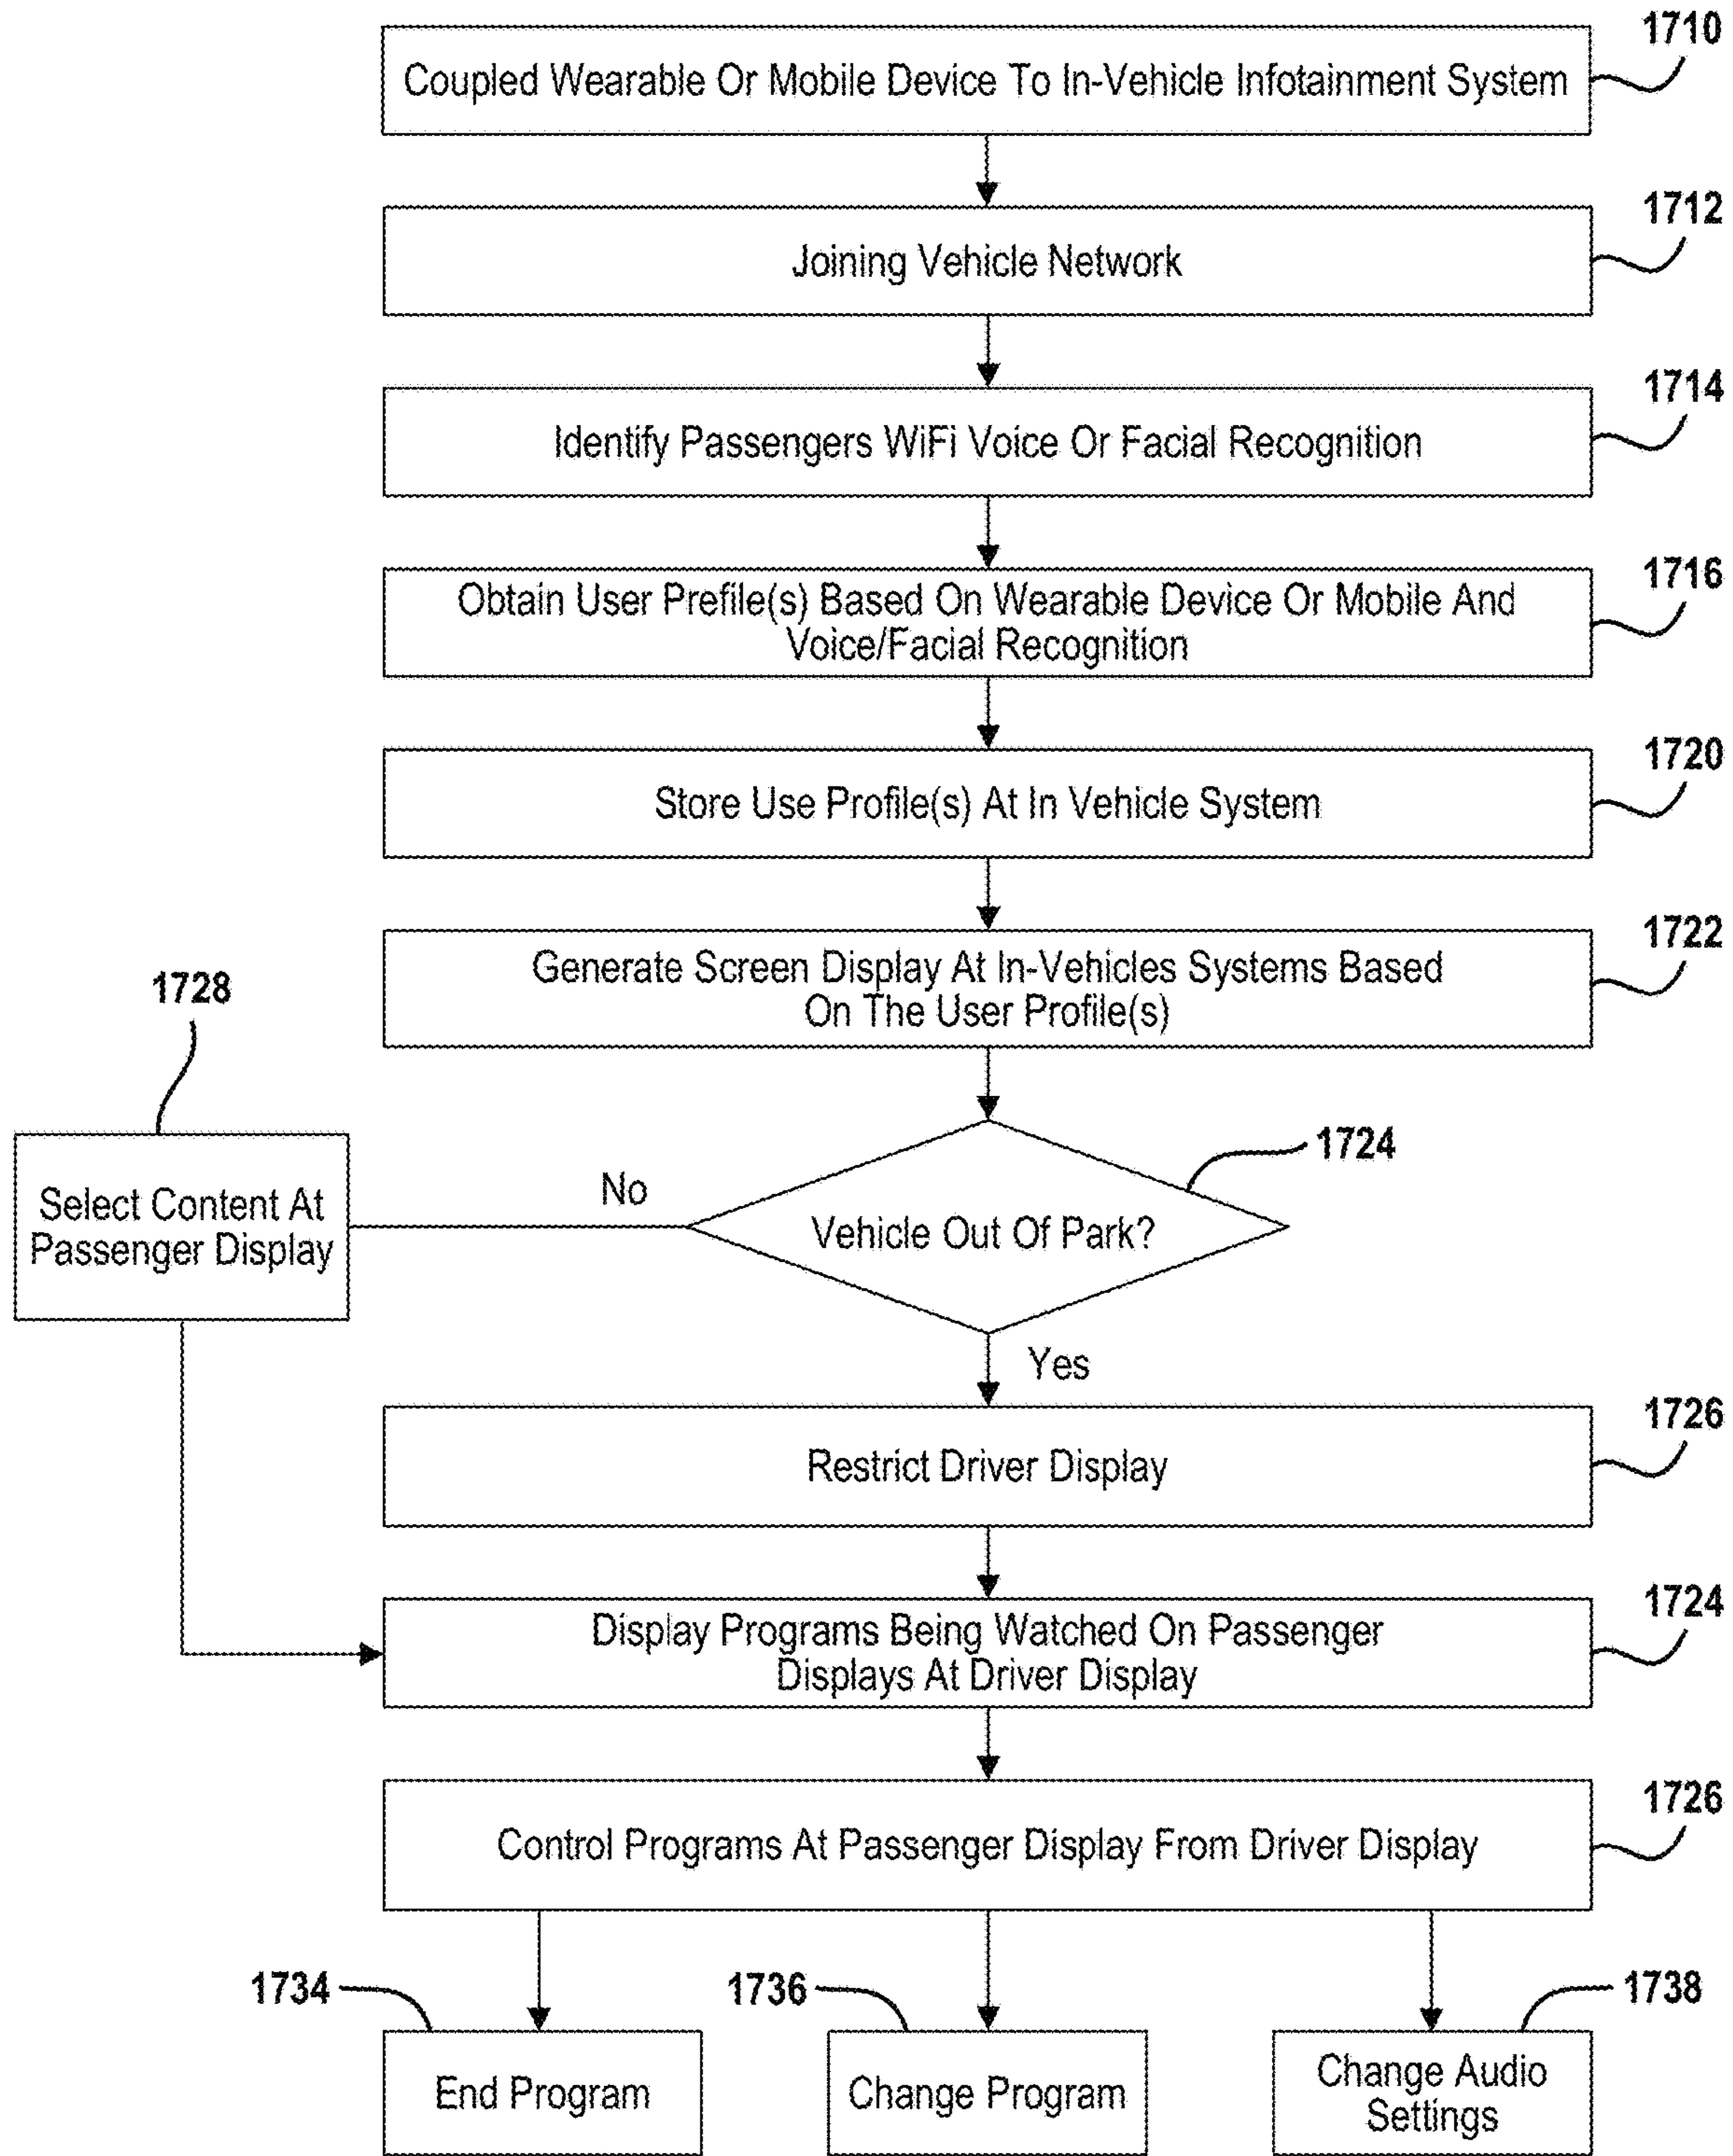 1710
Coupled Wearable Or Mobile Device To In-Vehicle Infotainment System
1712
Joining Vehicle Network
1714
Identify Passengers WiFi Voice Or Facial Recognition
1716
Obtain User Prefile(s) Based On Wearable Device Or Mobile And
Voice/Facial Recognition
1720
Store Use Profile(s) At In Vehicle System
1722
Generate Screen Display At In-Vehicles Systems Based
On The User Profile(s)
1728
Select Content At
Passenger Display
No
1724
Vehicle Out Of Park?
Yes
1726
Restrict Driver Display
1724
Display Programs Being Watched On Passenger
Displays At Driver Display
1726
Control Programs At Passenger Display From Driver Display
1734
End Program
1736
Change Program
1738
Change Audio
Settings